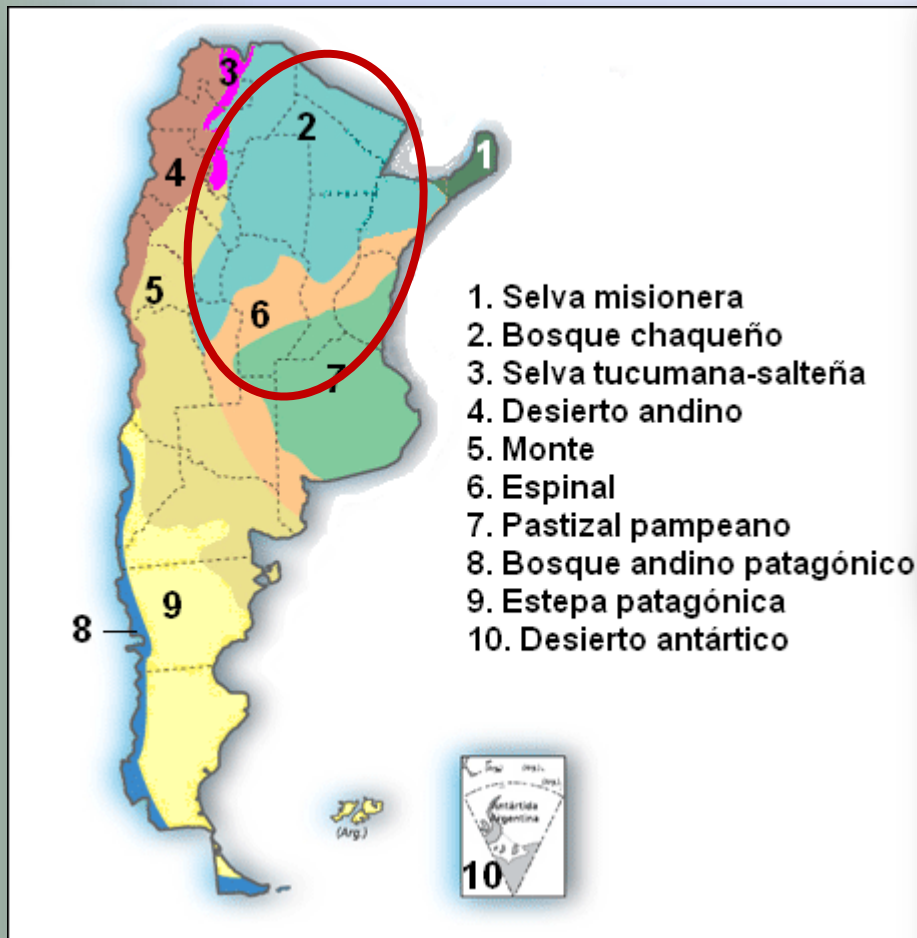 3
2
1
4
5
6
7
1. Selva misionera
2. Bosque chaqueño
3. Selva tucumana-salteña
4. Desierto andino
5. Monte
6. Espinal
7. Pastizal pampeano
8. Bosque andino patagónico
9. Estepa patagónica
10. Desierto antártico
9
8
(Arg.)
Antártida
Argentina
10